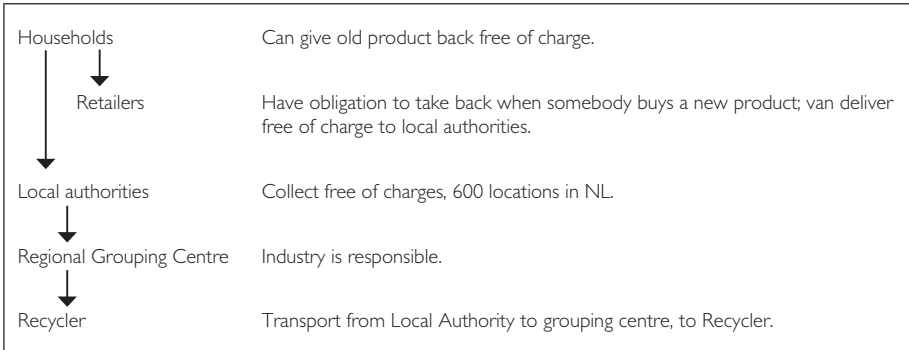 Households Can give old product back free of charge.
Retailers Have obligation to take back when somebody buys a new product; van deliver
free of charge to local authorities.
Local authorities Collect free of charges, 600 locations in NL.
Regional Grouping Centre Industry is responsible.
Recycler Transport from Local Authority to grouping centre, to Recycler.